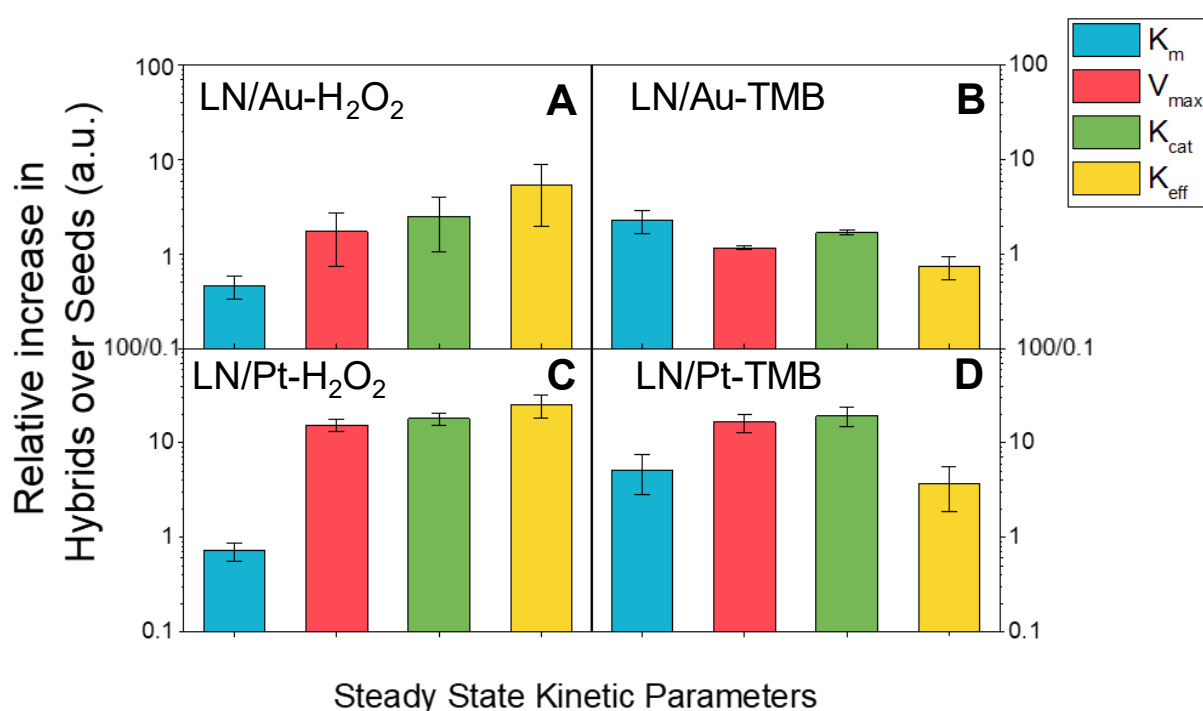 Relative increase in
Hybrids over Seeds (a.u.)
100
10
1
100/0.1
10
1
0.1
LN/Au-H₂O₂
A
LN/Au-TMB
B
LN/Pt-H₂O₂
C
LN/Pt-TMB
D
100
10
1
100/0.1
10
1
0.1
Kₘ
Vmax
Kcat
Keff
Steady State Kinetic Parameters